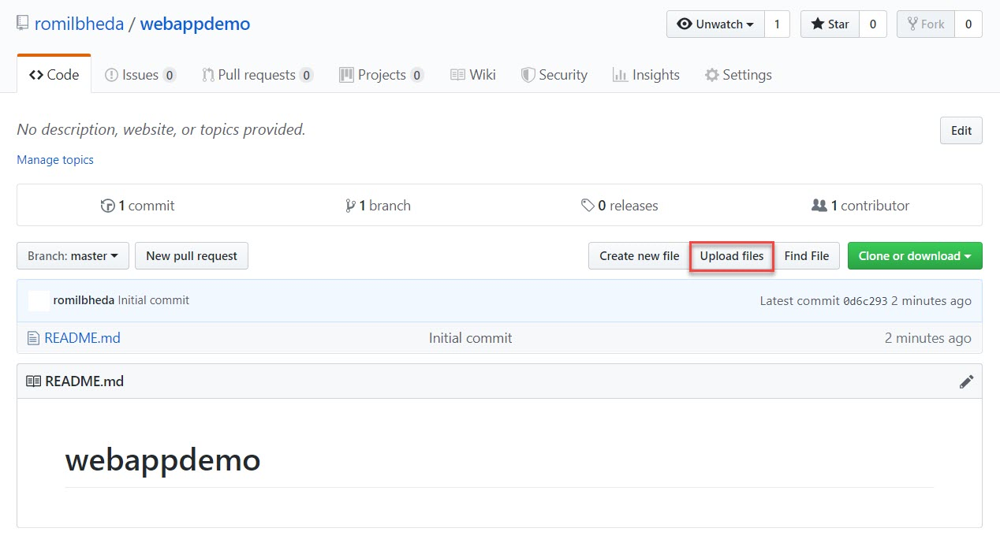 romilbheda / webappdemo Unwatch 1 Star 0 Fork 0
Code Issues 0 Pull requests 0 Projects 0 Wiki Security Insights Settings
No description, website, or topics provided. Edit
Manage topics
1 commit 1 branch 0 releases 1 contributor
Branch: master New pull request Create new file Upload files Find File Clone or download
romilbheda Initial commit Latest commit 0d6c293 2 minutes ago
README.md Initial commit 2 minutes ago
README.md
webappdemo